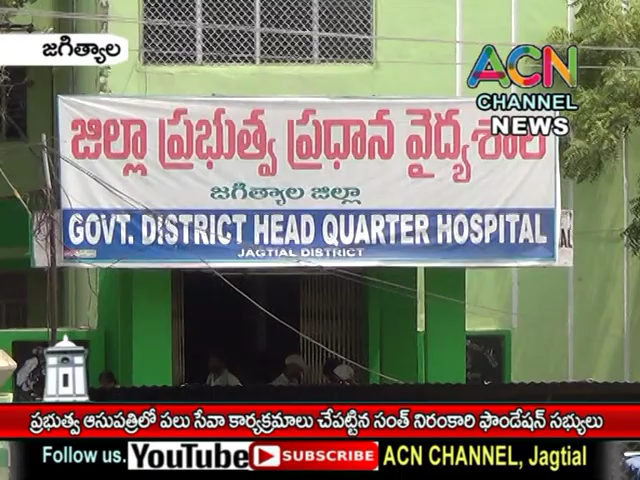 జగిత్యాల
ACN
CHANNEL
NEWS
జిల్లా ప్రభుత్వ ప్రధాన వైద్యశాల
జగిత్యాల జిల్లా
GOVT. DISTRICT HEAD QUARTER HOSPITAL
JAGTIAL DISTRICT
ప్రభుత్వ ఆసుపత్రిలో పలు సేవా కార్యక్రమాలు చేపట్టిన సంత్ నిరంకారి ఫౌండేషన్ సభ్యులు
Follow us. YouTube SUBSCRIBE ACN CHANNEL, Jagtial